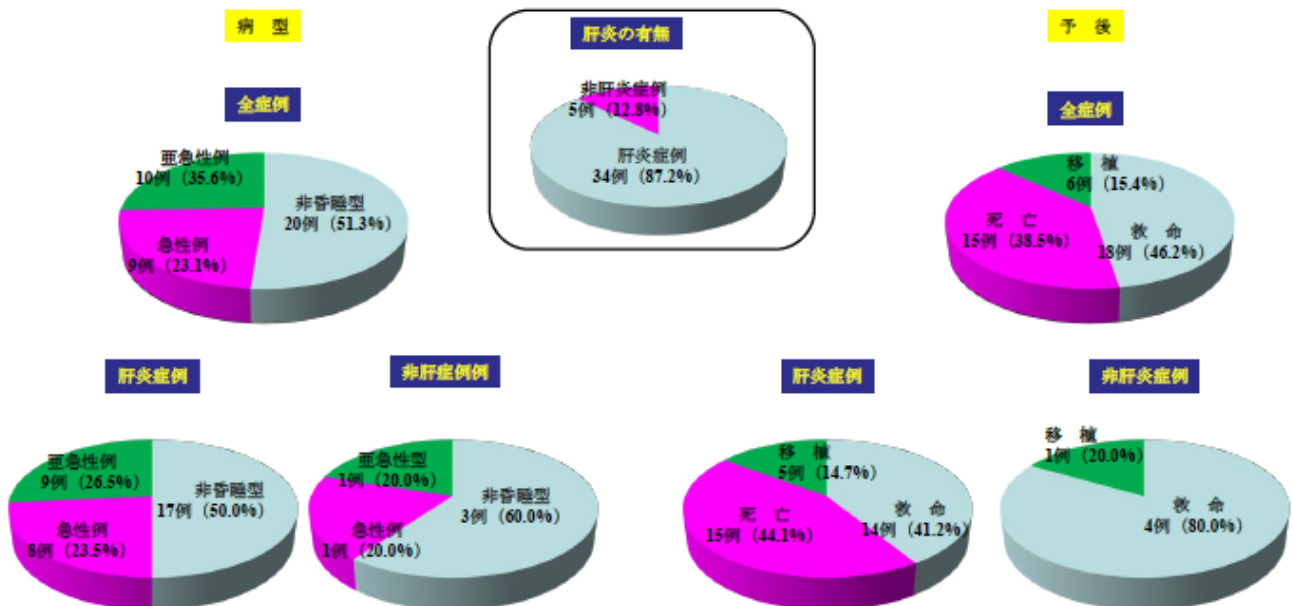 病 型
肝炎の有無
予 後
全症例
非肝炎症例
5例 (12.8%)
肝炎症例
34例 (87.2%)
全症例
亜急性例
10例 (35.6%)
非昏睡型
20例 (51.3%)
急性例
9例 (23.1%)
移 植
6例 (15.4%)
死 亡
15例 (38.5%)
救 命
18例 (46.2%)
肝炎症例
非肝症例例
肝炎症例
非肝炎症例
亜急性例
9例 (26.5%)
非昏睡型
17例 (50.0%)
急性例
8例 (23.5%)
亜急性型
1例 (20.0%)
非昏睡型
3例 (60.0%)
急性例
1例 (20.0%)
移 植
5例 (14.7%)
死 亡
15例 (44.1%)
救 命
14例 (41.2%)
移 植
1例 (20.0%)
救 命
4例 (80.0%)